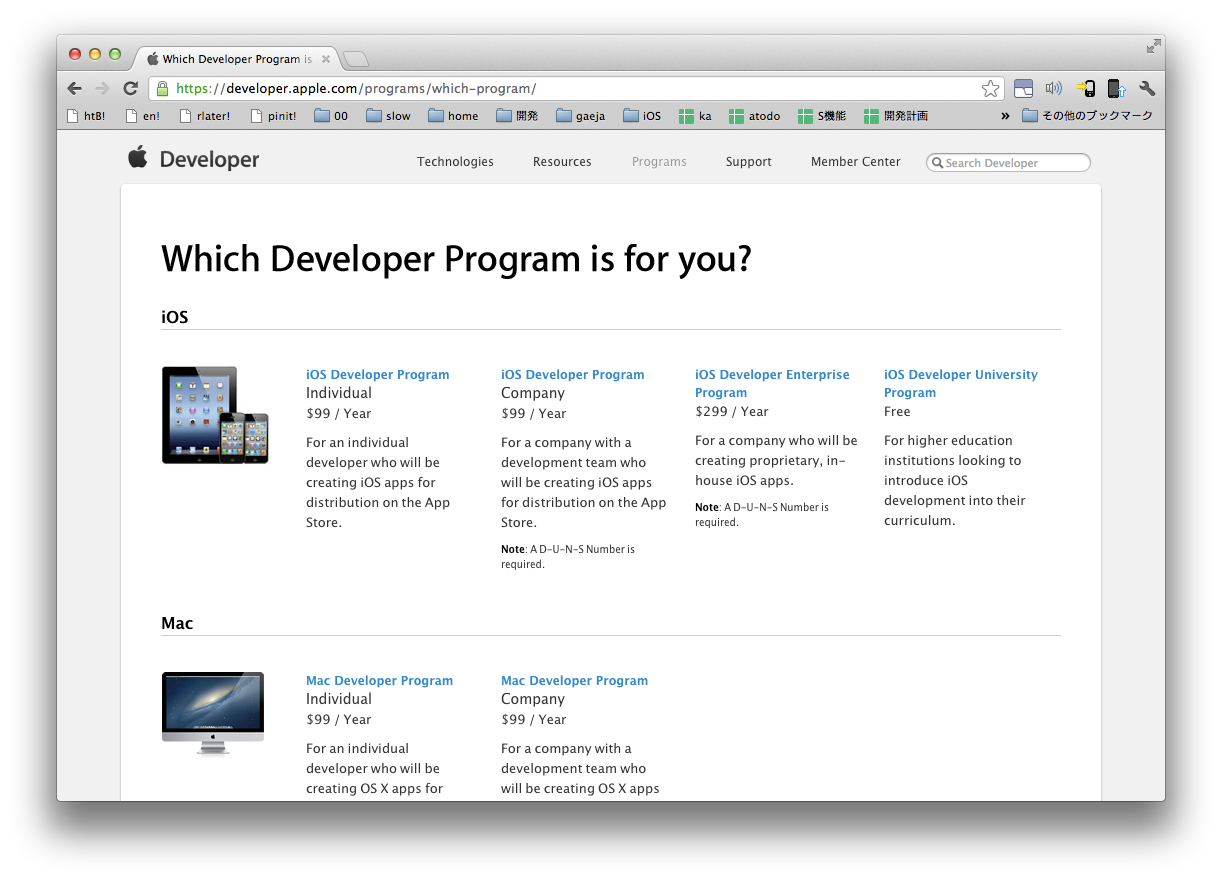 Which Developer Program is
https://developer.apple.com/programs/which-program/
htB! en! rlater! pinit! 00 slow home 開発 gaeja iOS ka atodo S機能 開発計画 » その他のブックマーク
Developer Technologies Resources Programs Support Member Center Search Developer
Which Developer Program is for you?
iOS
iOS Developer Program
Individual
$99 / Year
For an individual
developer who will be
creating iOS apps for
distribution on the App
Store.
iOS Developer Program
Company
$99 / Year
For a company with a
development team who
will be creating iOS apps
for distribution on the App
Store.
Note: A D-U-N-S Number is
required.
iOS Developer Enterprise
Program
$299 / Year
For a company who will be
creating proprietary, in-
house iOS apps.
Note: A D-U-N-S Number is
required.
iOS Developer University
Program
Free
For higher education
institutions looking to
introduce iOS
development into their
curriculum.
Mac
Mac Developer Program
Individual
$99 / Year
For an individual
developer who will be
creating OS X apps for
Mac Developer Program
Company
$99 / Year
For a company with a
development team who
will be creating OS X apps